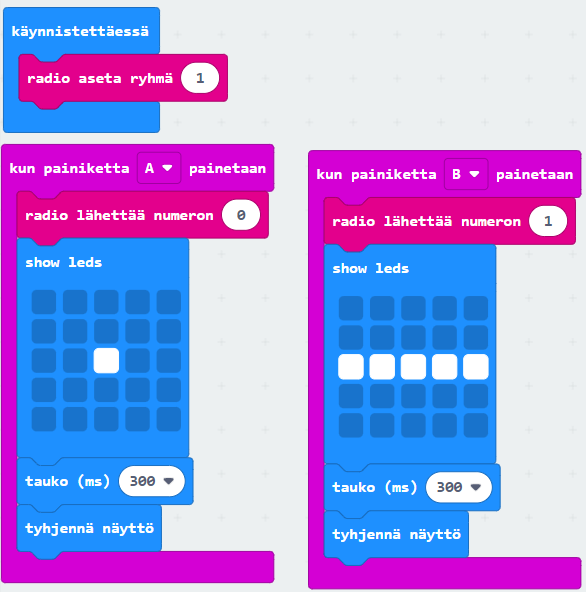 käynnistettäessä
radio aseta ryhmä 1
kun painiketta A painetaan
radio lähettää numeron 0
show leds
tauko (ms) 300
tyhjennä näyttö
kun painiketta B painetaan
radio lähettää numeron 1
show leds
tauko (ms) 300
tyhjennä näyttö